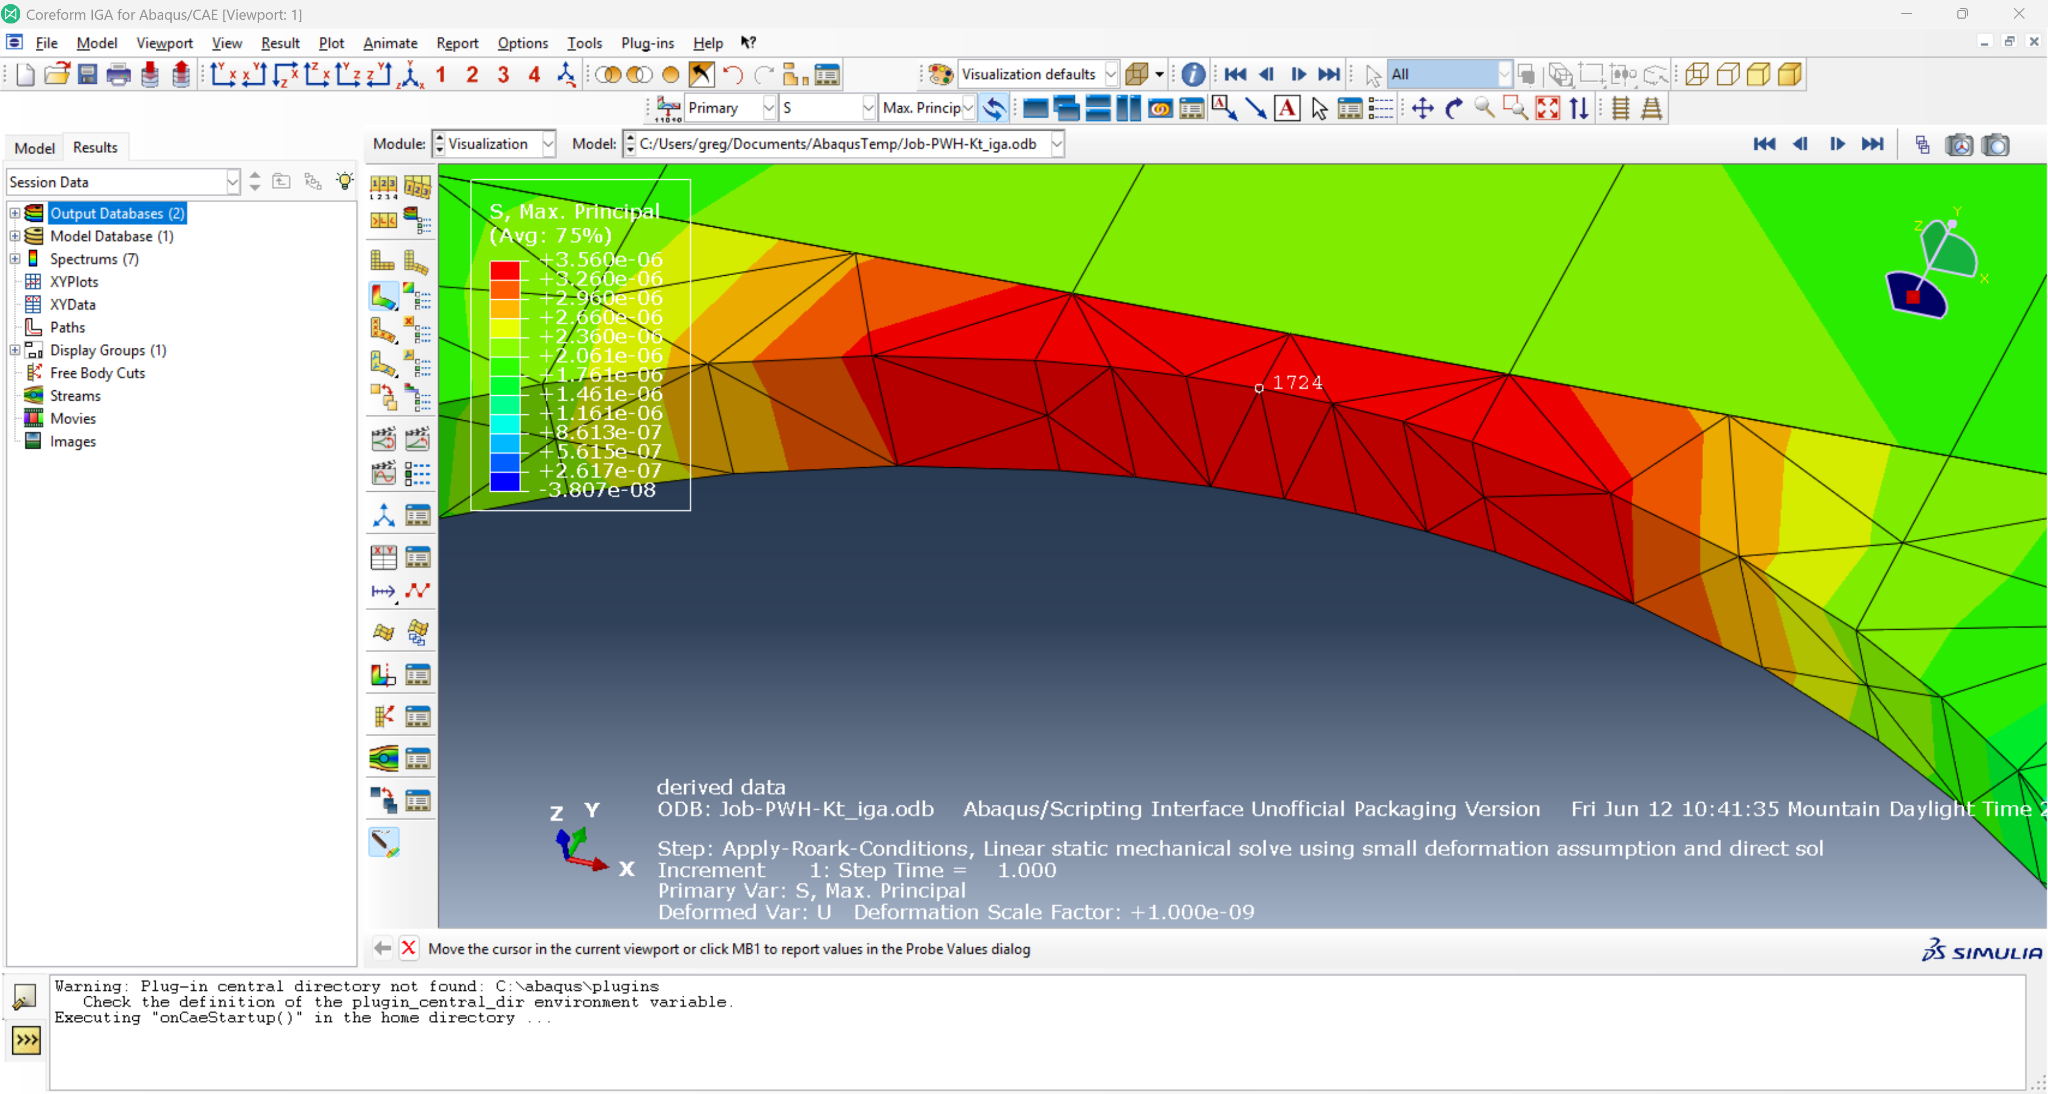 Coreform IGA for Abaqus/CAE [Viewport: 1]
File Model Viewport View Result Plot Animate Report Options Tools Plug-ins Help
1 2 3 4 Visualization defaults All
Primary S Max. Princip
Model Results Module: Visualization Model: C:/Users/greg/Documents/AbaqusTemp/Job-PWH-Kt_iga.odb
Session Data
Output Databases (2)
Model Database (1)
Spectrums (7)
XYPlots
XYData
Paths
Display Groups (1)
Free Body Cuts
Streams
Movies
Images
S, Max. Principal
(Avg: 75%)
+3.560e-06
+3.260e-06
+2.960e-06
+2.660e-06
+2.360e-06
+2.061e-06
+1.761e-06
+1.461e-06
+1.161e-06
+8.613e-07
+5.615e-07
+2.617e-07
-3.807e-08
1724
Y
Z
X
derived data
Z Y
X
ODB: Job-PWH-Kt_iga.odb Abaqus/Scripting Interface Unofficial Packaging Version Fri Jun 12 10:41:35 Mountain Daylight Time 2
Step: Apply-Roark-Conditions, Linear static mechanical solve using small deformation assumption and direct sol
Increment 1: Step Time = 1.000
Primary Var: S, Max. Principal
Deformed Var: U Deformation Scale Factor: +1.000e-09
Move the cursor in the current viewport or click MB1 to report values in the Probe Values dialog
SIMULIA
Warning: Plug-in central directory not found: C:\abaqus\plugins
Check the definition of the plugin_central_dir environment variable.
Executing "onCaeStartup()" in the home directory ...
>>>